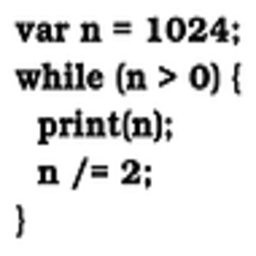 var n = 1024;
while (n > 0) {
  print(n);
  n /= 2;
}